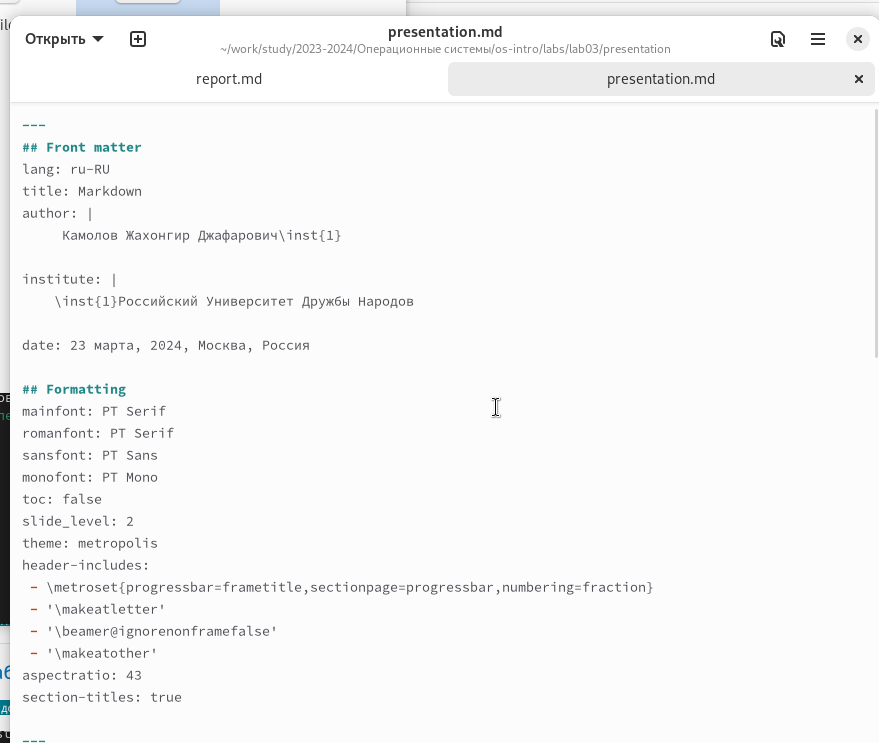 Открыть
presentation.md
~/work/study/2023-2024/Операционные системы/os-intro/labs/lab03/presentation
report.md
presentation.md
---
## Front matter
lang: ru-RU
title: Markdown
author: |
Камолов Жахонгир Джафарович\inst{1}
institute: |
\inst{1}Российский Университет Дружбы Народов
date: 23 марта, 2024, Москва, Россия
## Formatting
mainfont: PT Serif
romanfont: PT Serif
sansfont: PT Sans
monofont: PT Mono
toc: false
slide_level: 2
theme: metropolis
header-includes:
- \metroset{progressbar=frametitle,sectionpage=progressbar,numbering=fraction}
- '\makeatletter'
- '\beamer@ignorenonframefalse'
- '\makeatother'
aspectratio: 43
section-titles: true
---